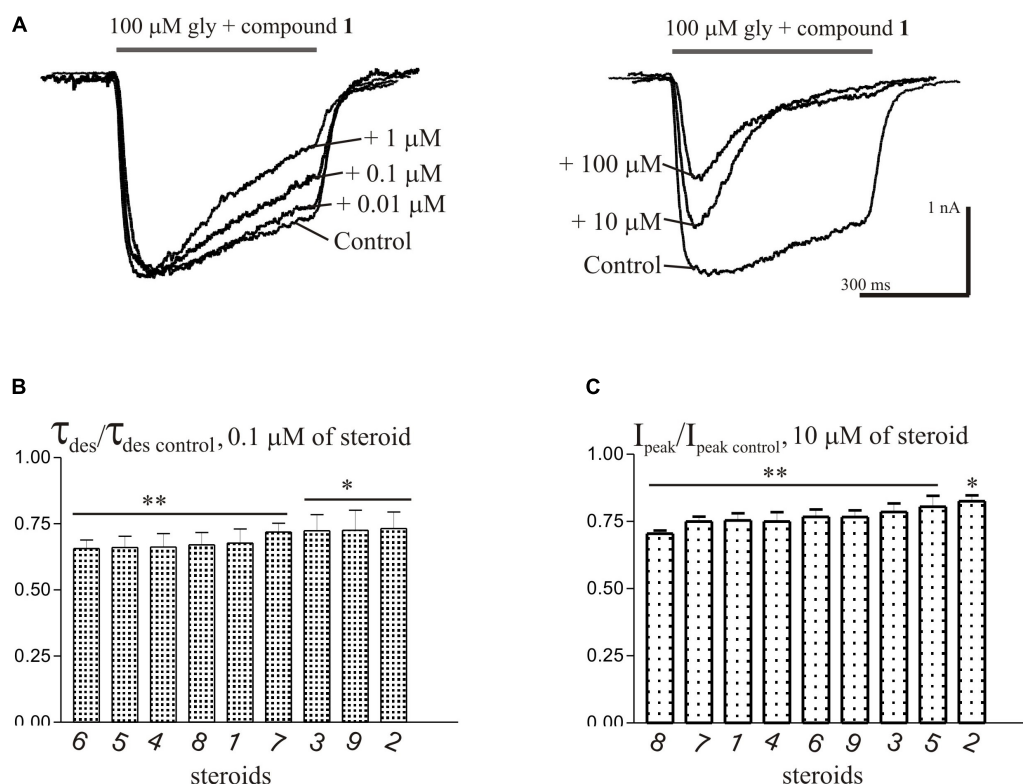 A
100 μM gly + compound 1
+ 1 μM
+ 0.1 μM
+ 0.01 μM
Control
100 μM gly + compound 1
+ 100 μM
+ 10 μM
Control
1 nA
300 ms
B
τdes/τdes control, 0.1 μM of steroid
1.00
0.75
0.50
0.25
0.00
**
*
6 5 4 8 1 7 3 9 2
steroids
C
Ipeak/Ipeak control, 10 μM of steroid
1.00
0.75
0.50
0.25
0.00
**
*
8 7 1 4 6 9 3 5 2
steroids